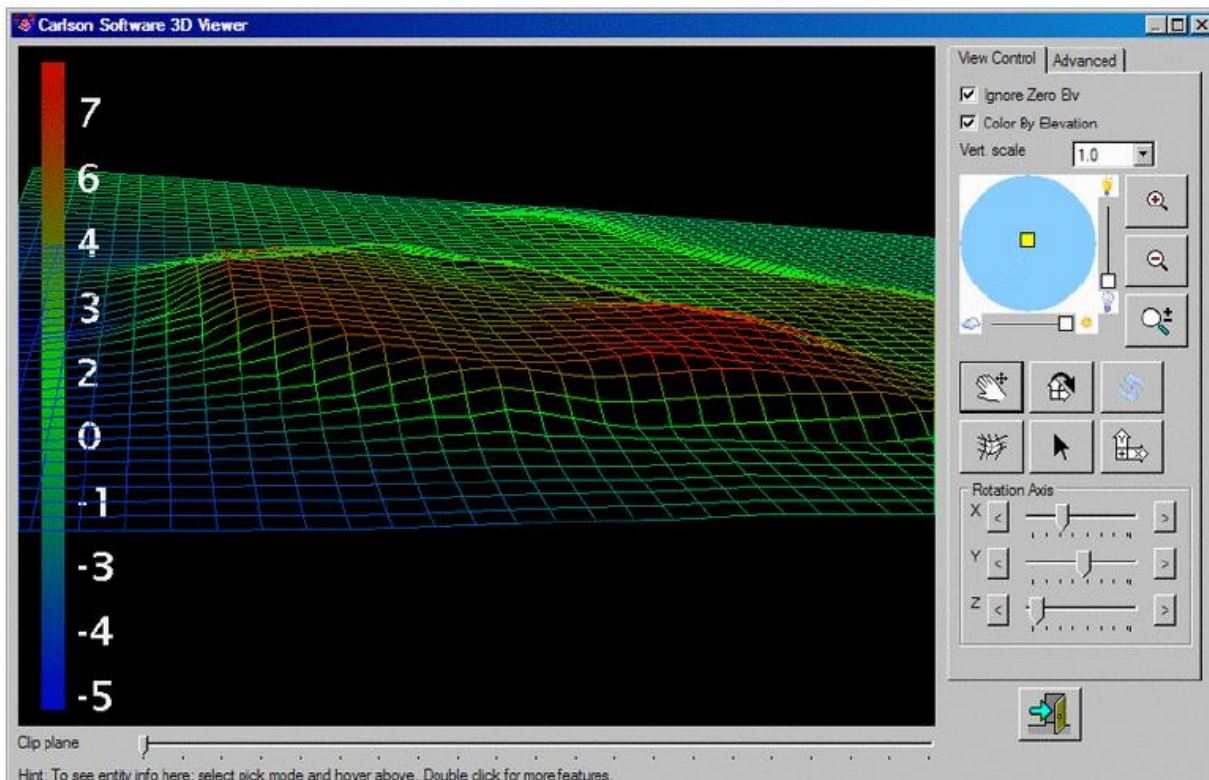 Carlson Software 3D Viewer
View Control
Advanced
Ignore Zero Elv
Color By Elevation
Vert. scale
1.0
7
6
4
3
2
0
-1
-3
-4
-5
Rotation Axis
X < >
Y < >
Z < >
Clip plane
Hint: To see entity info here: select pick mode and hover above. Double click for more features.